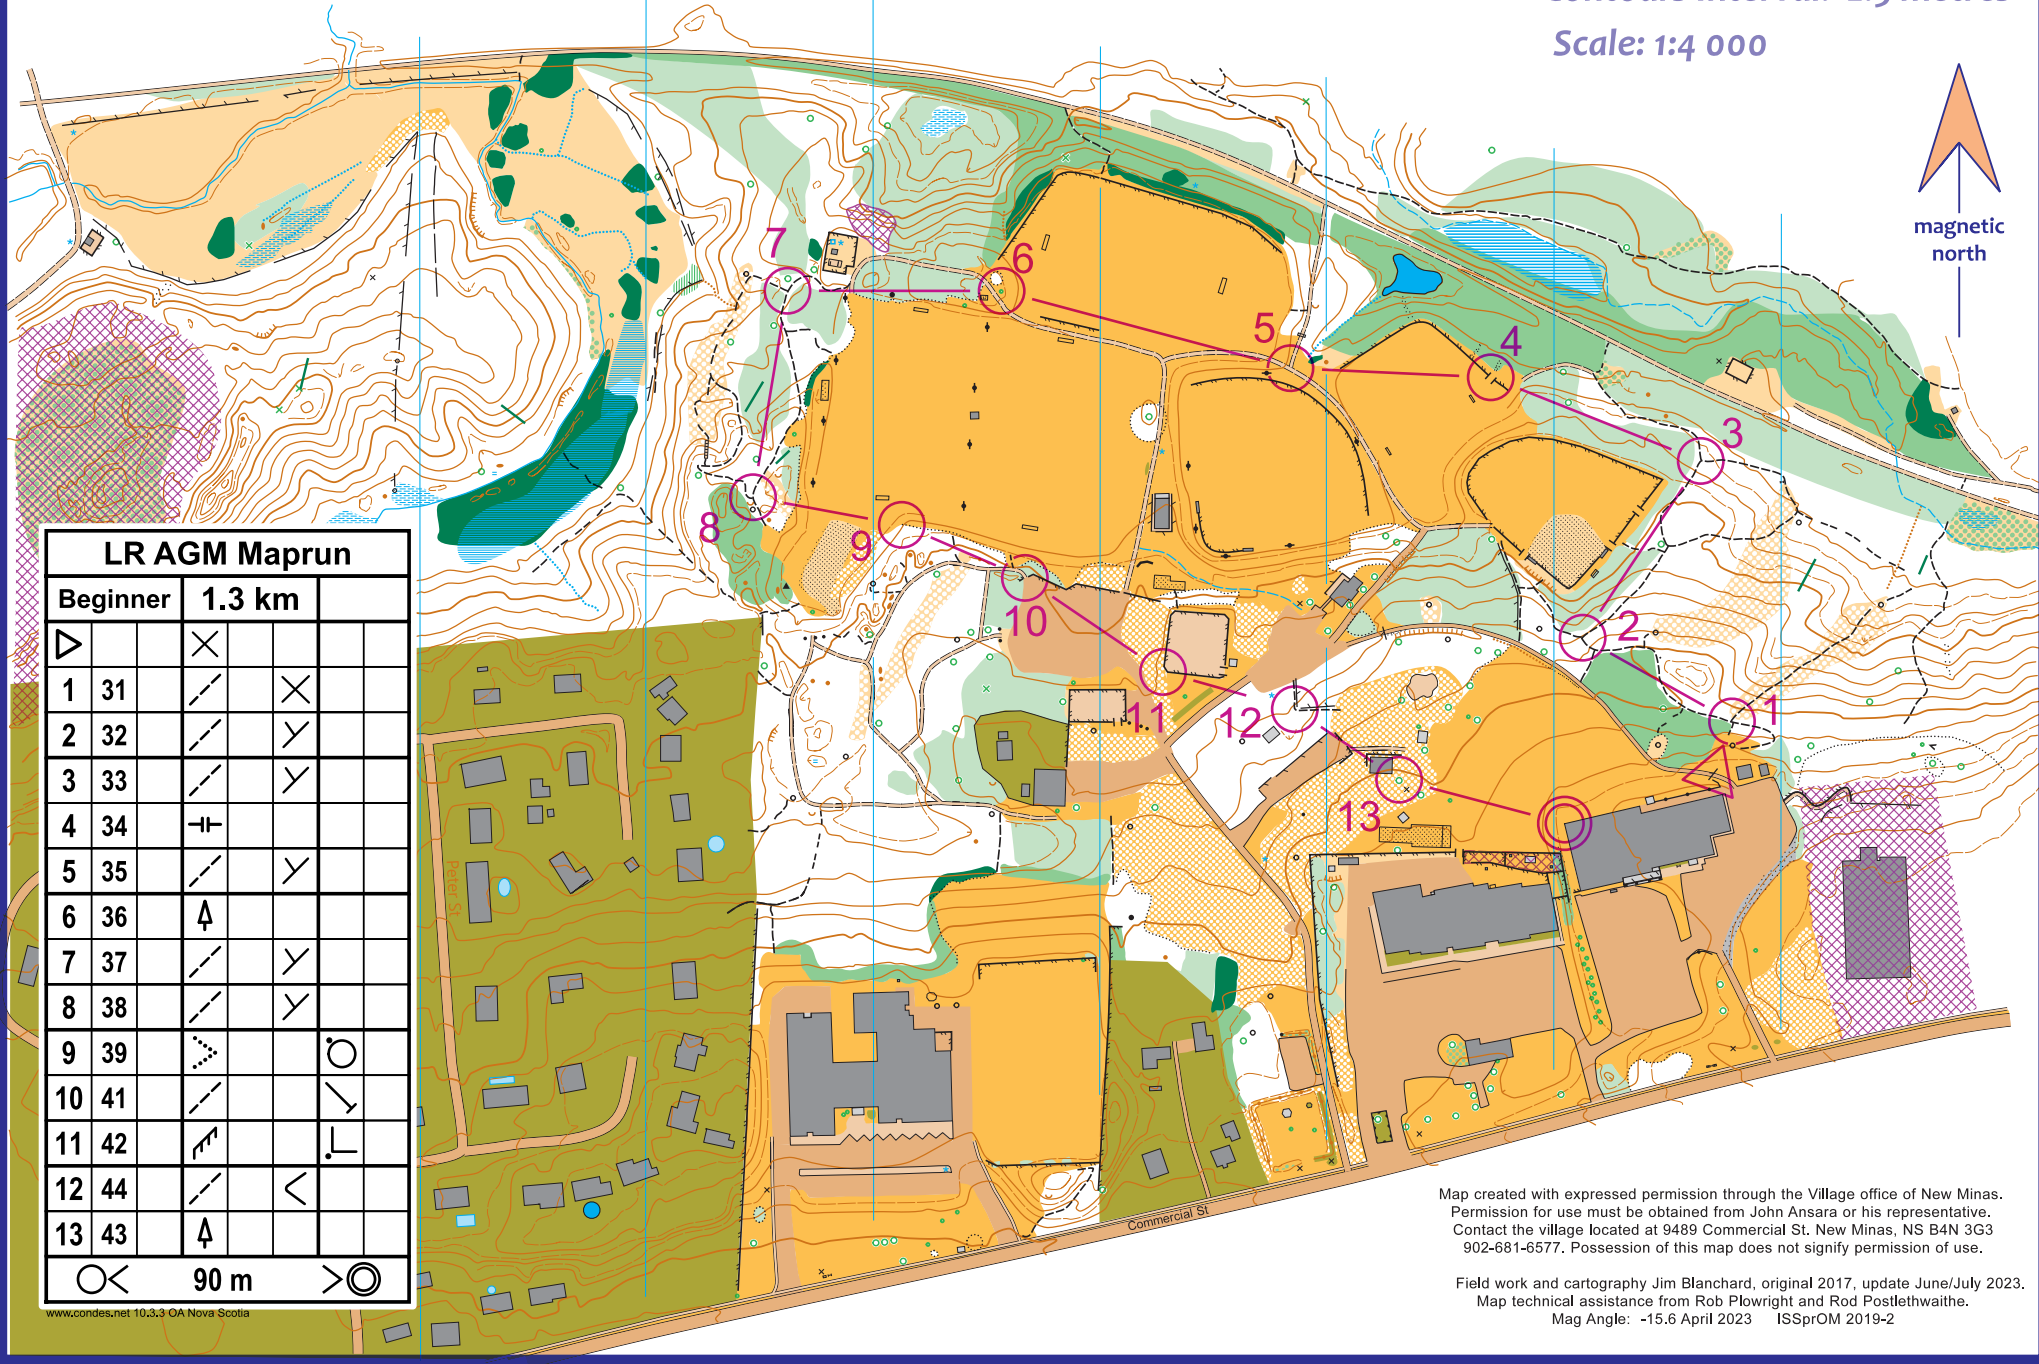 Scale: 1:4 000
magnetic
north
7
6
5
4
3
8
9
10
2
1
11
12
13
LR AGM Maprun
Beginner 1.3 km
1 31
2 32
3 33
4 34
5 35
6 36
7 37
8 38
9 39
10 41
11 42
12 44
13 43
90 m
www.condes.net 10.3.3 OA Nova Scotia
Peter St.
Commercial St
Map created with expressed permission through the Village office of New Minas.
Permission for use must be obtained from John Ansara or his representative.
Contact the village located at 9489 Commercial St. New Minas, NS B4N 3G3
902-681-6577. Possession of this map does not signify permission of use.
Field work and cartography Jim Blanchard, original 2017, update June/July 2023.
Map technical assistance from Rob Plowright and Rod Postlethwaithe.
Mag Angle: -15.6 April 2023 ISSprOM 2019-2